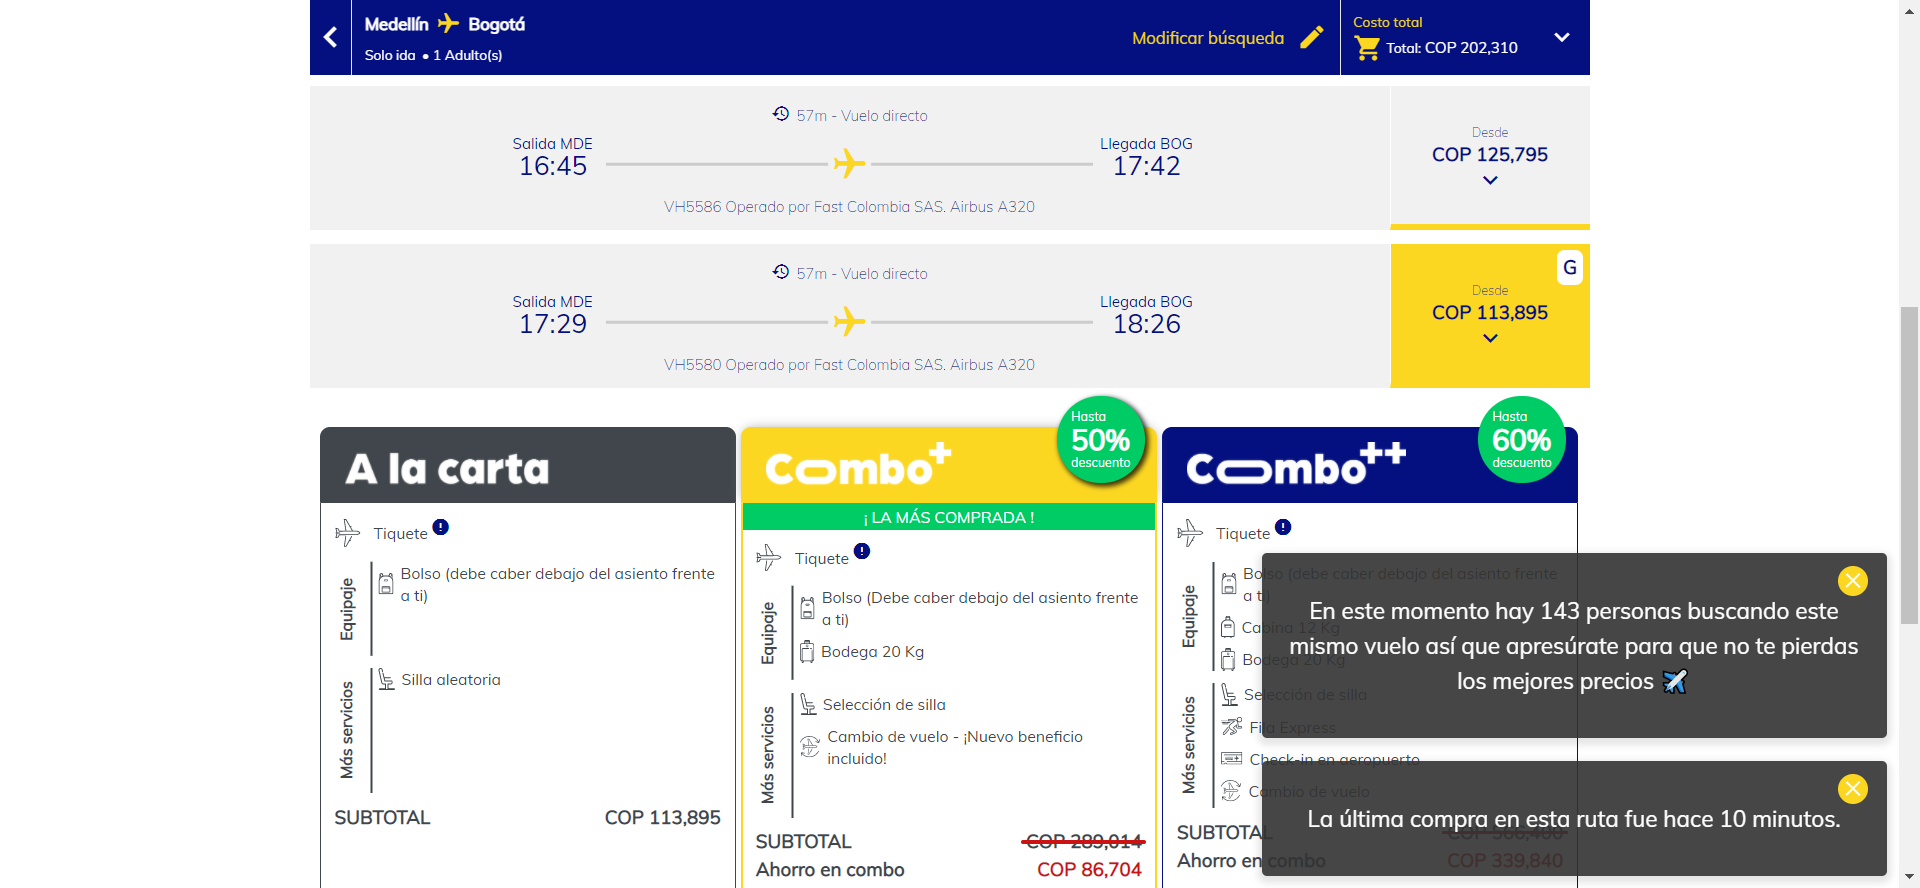 Medellín Bogotá
Solo ida • 1 Adulto(s)
Modificar búsqueda
Costo total
Total: COP 202,310
57m - Vuelo directo
Salida MDE
16:45
Llegada BOG
17:42
VH5586 Operado por Fast Colombia SAS. Airbus A320
Desde
COP 125,795
57m - Vuelo directo
Salida MDE
17:29
Llegada BOG
18:26
VH5580 Operado por Fast Colombia SAS. Airbus A320
G
Desde
COP 113,895
A la carta
Tiquete !
Equipaje
Bolso (debe caber debajo del asiento frente
a ti)
Más servicios
Silla aleatoria
SUBTOTAL COP 113,895
Combo+
Hasta
50%
descuento
¡ LA MÁS COMPRADA !
Tiquete !
Equipaje
Bolso (Debe caber debajo del asiento frente
a ti)
Bodega 20 Kg
Más servicios
Selección de silla
Cambio de vuelo - ¡Nuevo beneficio
incluido!
SUBTOTAL COP 289,014
Ahorro en combo COP 86,704
Combo++
Hasta
60%
descuento
Tiquete !
Equipaje
Bolso (debe caber debajo del asiento frente
a ti)
Cabina 12 Kg
Bodega 20 Kg
Más servicios
Selección de silla
Fila Express
Check-in en aeropuerto
Cambio de vuelo
SUBTOTAL
Ahorro en combo COP 339,840
En este momento hay 143 personas buscando este
mismo vuelo así que apresúrate para que no te pierdas
los mejores precios
La última compra en esta ruta fue hace 10 minutos.